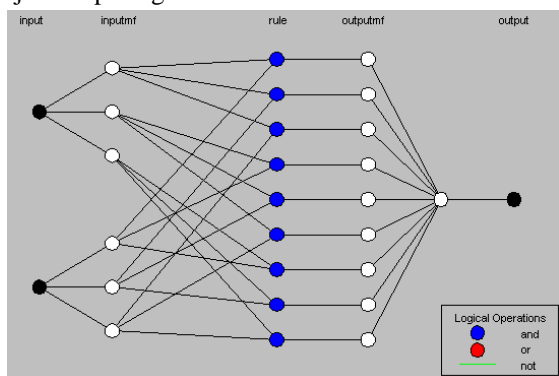 input inputmf rule outputmf output
Logical Operations
and
or
not